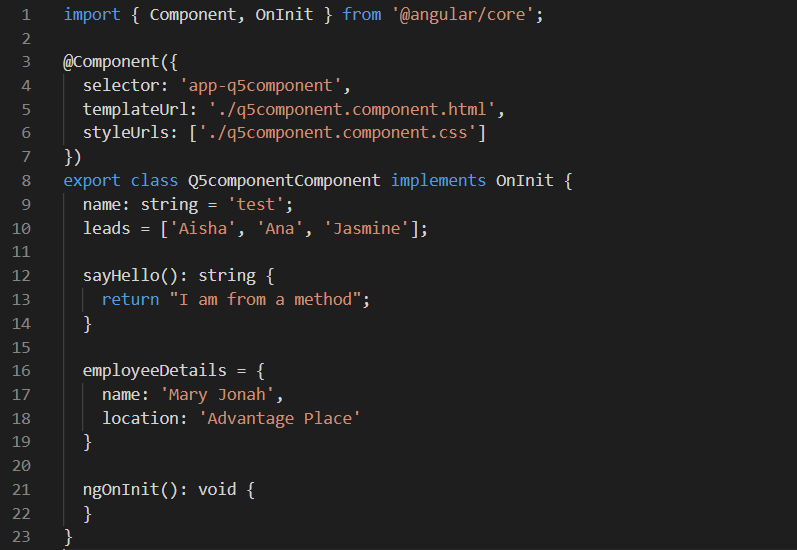 1 import { Component, OnInit } from '@angular/core';
2
3 @Component({
4   selector: 'app-q5component',
5   templateUrl: './q5component.component.html',
6   styleUrls: ['./q5component.component.css']
7 })
8 export class Q5componentComponent implements OnInit {
9   name: string = 'test';
10   leads = ['Aisha', 'Ana', 'Jasmine'];
11
12   sayHello(): string {
13     return "I am from a method";
14   }
15
16   employeeDetails = {
17     name: 'Mary Jonah',
18     location: 'Advantage Place'
19   }
20
21   ngOnInit(): void {
22   }
23 }